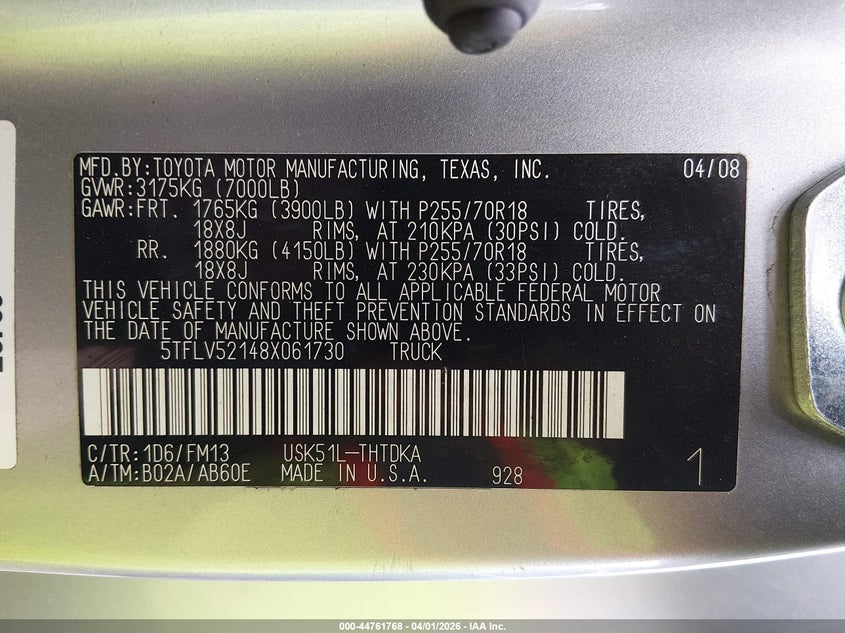 MFD.BY:TOYOTA MOTOR MANUFACTURING, TEXAS, INC. 04/08
GVWR:3175KG (7000LB)
GAWR:FRT. 1765KG (3900LB) WITH P255/70R18 TIRES,
18X8J RIMS, AT 210KPA (30PSI) COLD.
RR. 1880KG (4150LB) WITH P255/70R18 TIRES,
18X8J RIMS, AT 230KPA (33PSI) COLD.
THIS VEHICLE CONFORMS TO ALL APPLICABLE FEDERAL MOTOR
VEHICLE SAFETY AND THEFT PREVENTION STANDARDS IN EFFECT ON
THE DATE OF MANUFACTURE SHOWN ABOVE.
5TFLV52148X061730 TRUCK
C/TR:1D6/FM13 USK51L-THTDKA
A/TM:B02A/AB60E MADE IN U.S.A. 928 1
000-44761768 - 04/01/2026 - IAA Inc.